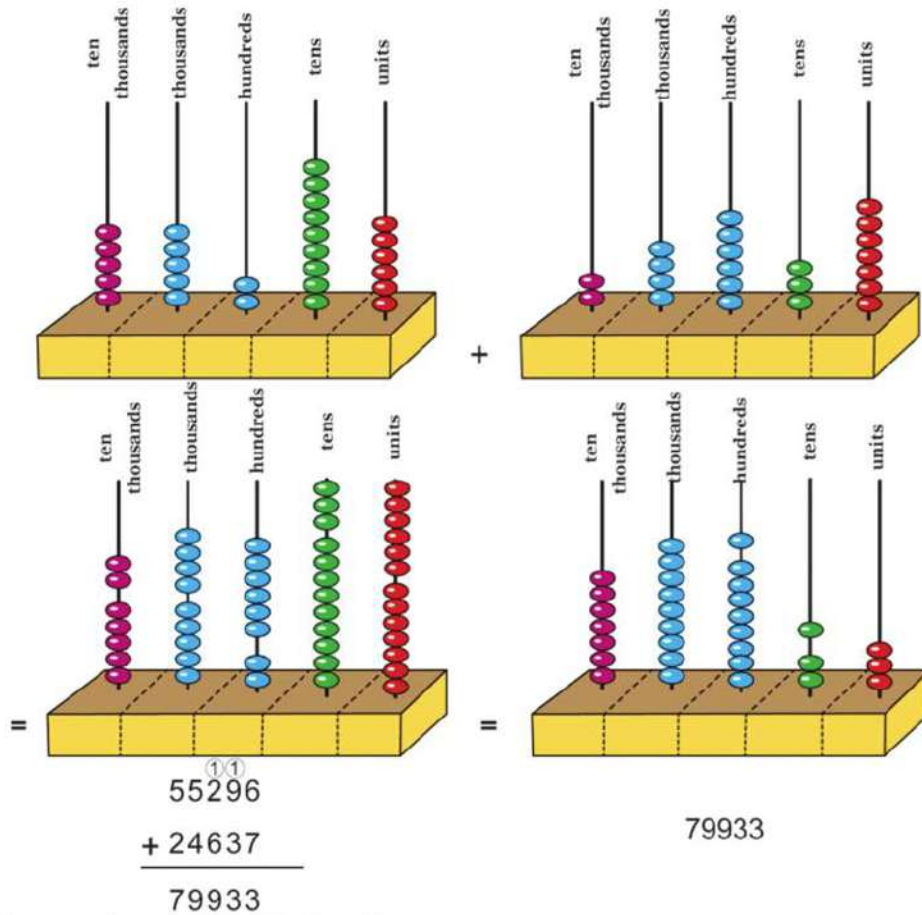 ten thousands thousands hundreds tens units
ten thousands thousands hundreds tens units
+
ten thousands thousands hundreds tens units
ten thousands thousands hundreds tens units
=
=
①①
55296
+ 24637
79933
79933